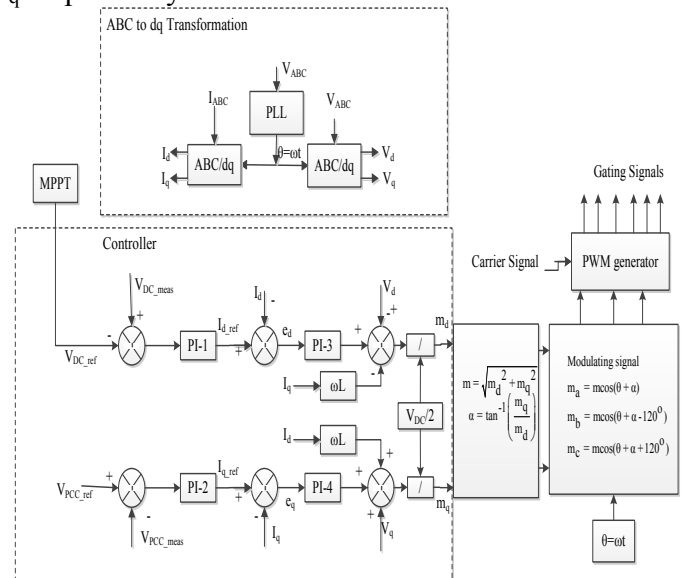 q
ABC to dq Transformation
V_ABC
I_ABC
V_ABC
PLL
θ=ωt
I_d
I_q
ABC/dq
ABC/dq
V_d
V_q
MPPT
Gating Signals
Carrier Signal
PWM generator
Controller
V_DC_meas
+
-
V_DC_ref
PI-1
I_d_ref
+
I_d
-
e_d
PI-3
+
V_d
-+
-
/
m_d
I_q
ωL
V_DC/2
I_d
ωL
V_PCC_ref
+
-
V_PCC_meas
PI-2
I_q_ref
+
-
I_q
e_q
PI-4
+
+
+
V_q
/
m_q
m = √(m_d² + m_q²)
α = tan⁻¹(m_q/m_d)
Modulating signal
m_a = mcos(θ + α)
m_b = mcos(θ + α - 120°)
m_c = mcos(θ + α + 120°)
θ=ωt